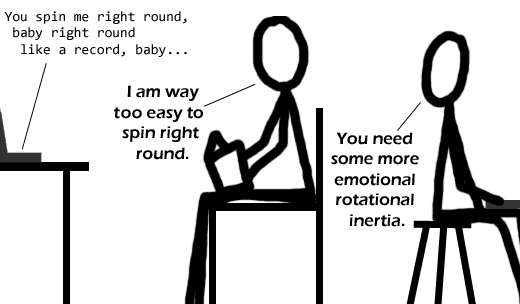 You spin me right round,
baby right round
like a record, baby...
I am way
too easy to
spin right
round.
You need
some more
emotional
rotational
inertia.